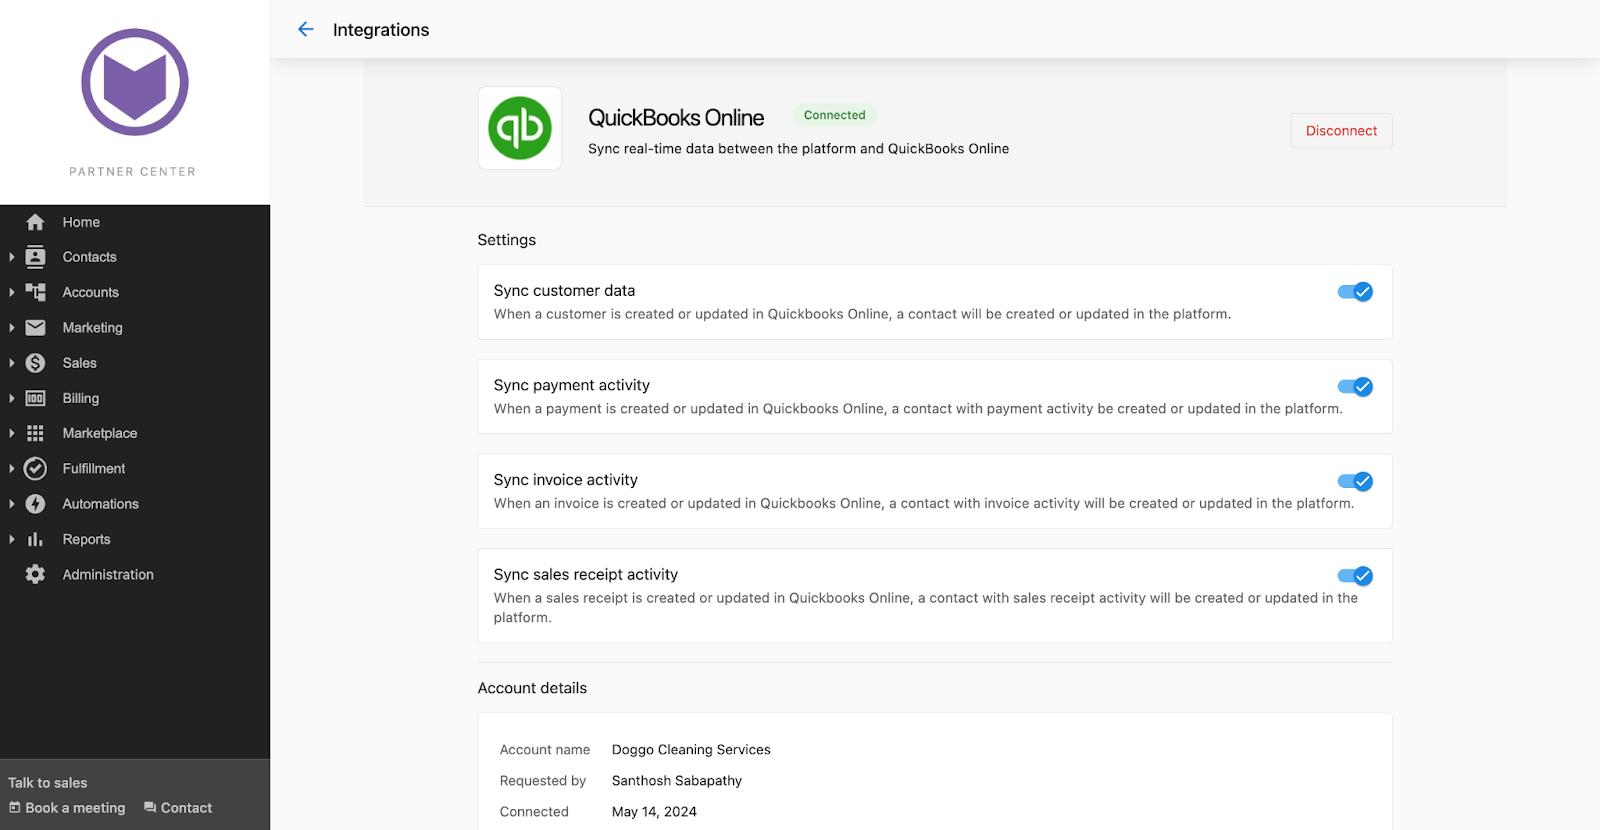 PARTNER CENTER
Home
Contacts
Accounts
Marketing
Sales
Billing
Marketplace
Fulfillment
Automations
Reports
Administration
Talk to sales
Book a meeting
Contact
Integrations
qb
QuickBooks Online
Connected
Sync real-time data between the platform and QuickBooks Online
Disconnect
Settings
Sync customer data
When a customer is created or updated in Quickbooks Online, a contact will be created or updated in the platform.
Sync payment activity
When a payment is created or updated in Quickbooks Online, a contact with payment activity be created or updated in the platform.
Sync invoice activity
When an invoice is created or updated in Quickbooks Online, a contact with invoice activity will be created or updated in the platform.
Sync sales receipt activity
When a sales receipt is created or updated in Quickbooks Online, a contact with sales receipt activity will be created or updated in the
platform.
Account details
Account name Doggo Cleaning Services
Requested by Santhosh Sabapathy
Connected May 14, 2024